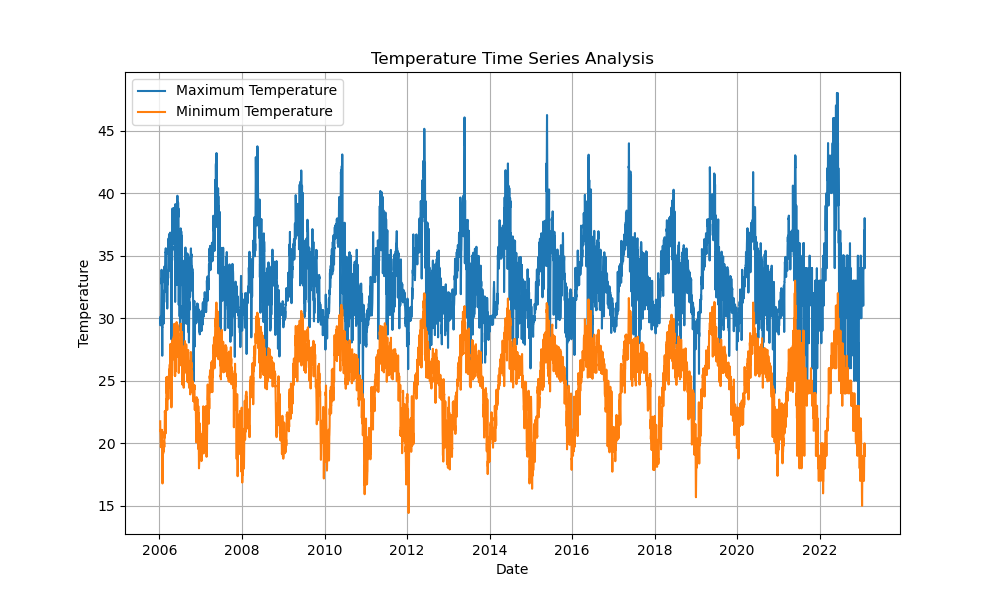 Temperature Time Series Analysis
Maximum Temperature
Minimum Temperature
45
40
35
30
25
20
15
Temperature
2006 2008 2010 2012 2014 2016 2018 2020 2022
Date